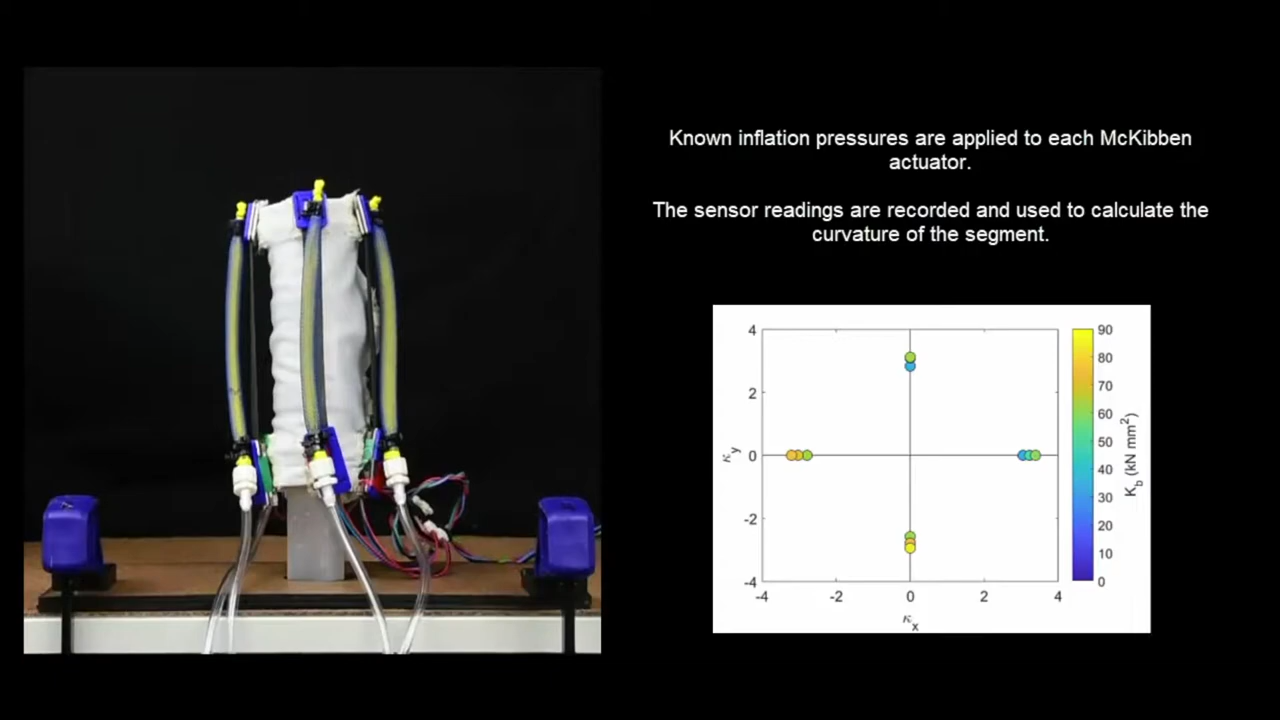 Known inflation pressures are applied to each McKibben
actuator.
The sensor readings are recorded and used to calculate the
curvature of the segment.
4
2
0
-2
-4
-4
-2
0
2
4
κy
κx
90
80
70
60
50
40
30
20
10
0
Kb (kN mm²)